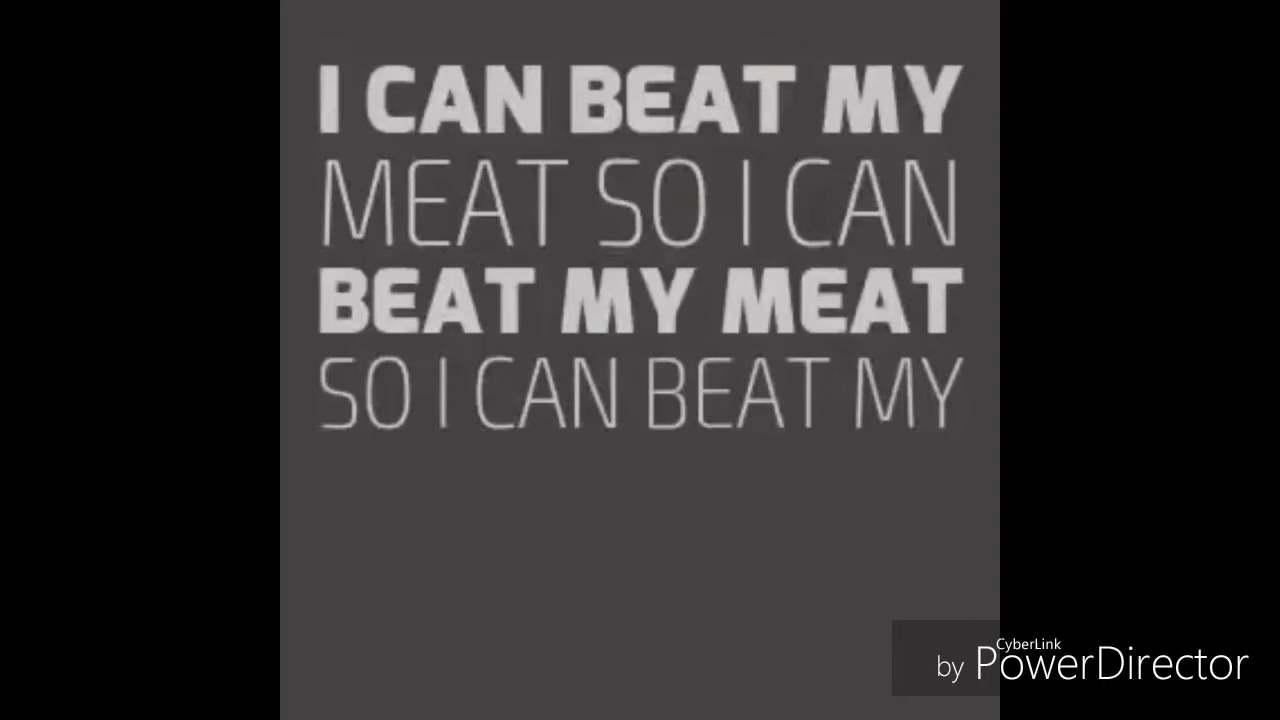 I CAN BEAT MY
MEAT SO I CAN
BEAT MY MEAT
SO I CAN BEAT MY
CyberLink
by PowerDirector